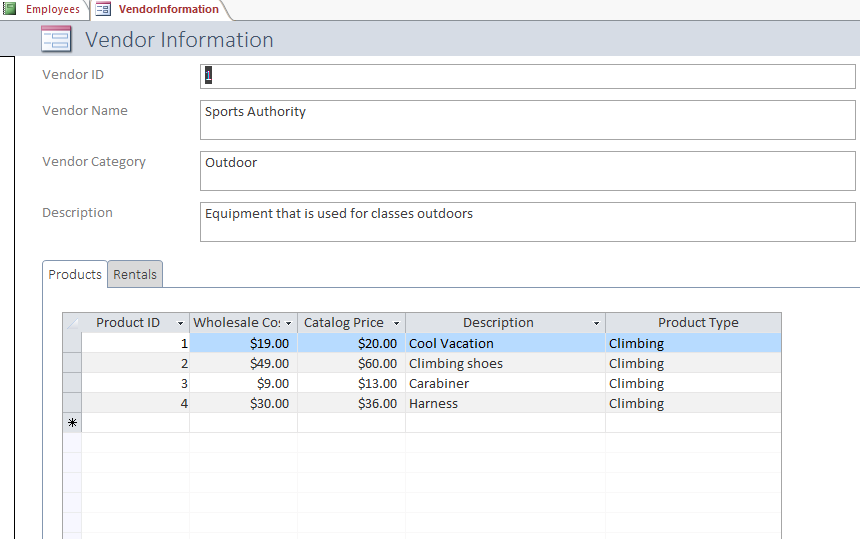 Employees VendorInformation
Vendor Information
Vendor ID 1
Vendor Name Sports Authority
Vendor Category Outdoor
Description Equipment that is used for classes outdoors
Products Rentals
Product ID Wholesale Cos Catalog Price Description Product Type
1 $19.00 $20.00 Cool Vacation Climbing
2 $49.00 $60.00 Climbing shoes Climbing
3 $9.00 $13.00 Carabiner Climbing
4 $30.00 $36.00 Harness Climbing